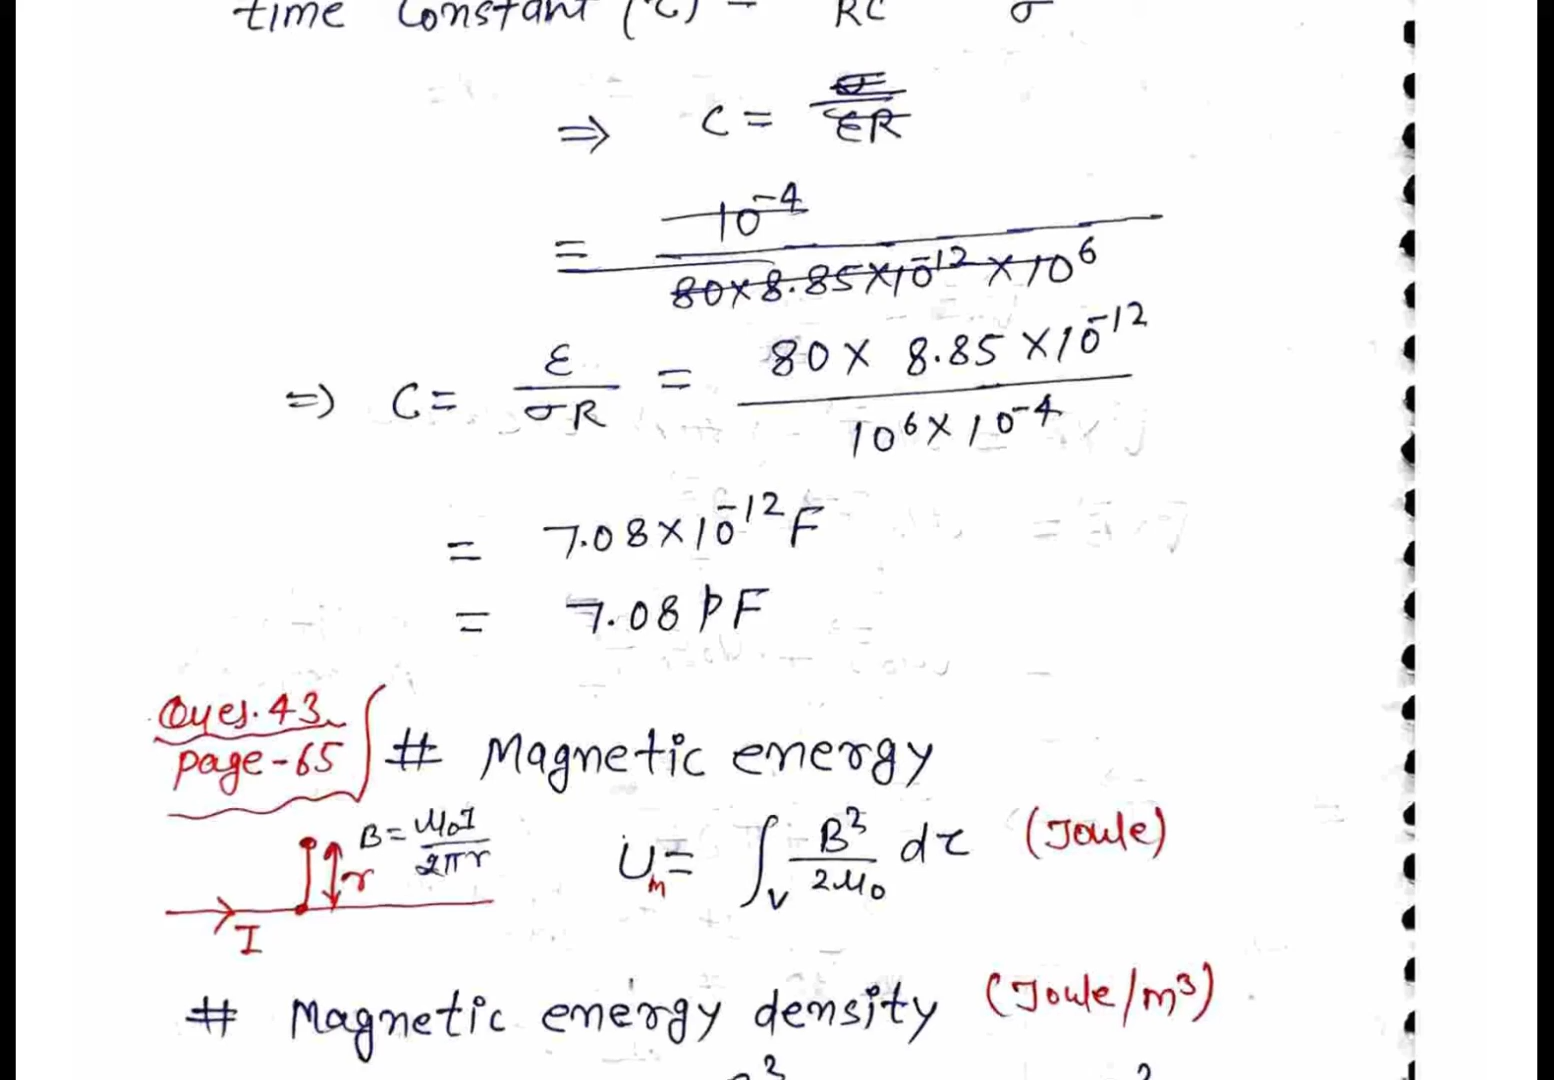 time constant (τ) = RC σ
⇒ C = σ/εR
= 10⁻⁴/80×8.85×10⁻¹²×10⁶
⇒ C = ε/σR = 80×8.85×10⁻¹²/10⁶×10⁻⁴
= 7.08×10⁻¹² F
= 7.08 pF
Ques. 43
page-65
# Magnetic energy
B = μ₀I/2πr
r
I
Uₘ = ∫ᵥ B²/2μ₀ dτ (Joule)
# Magnetic energy density (Joule/m³)